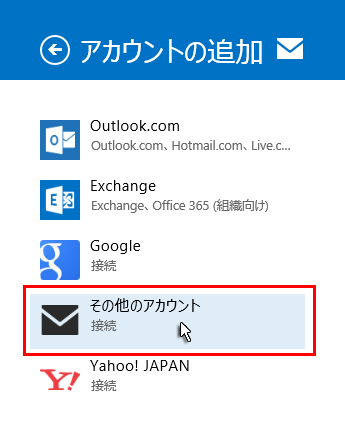 アカウントの追加
Outlook.com
Outlook.com、Hotmail.com、Live.c...
Exchange
Exchange、Office 365 (組織向け)
Google
接続
その他のアカウント
接続
Yahoo! JAPAN
接続